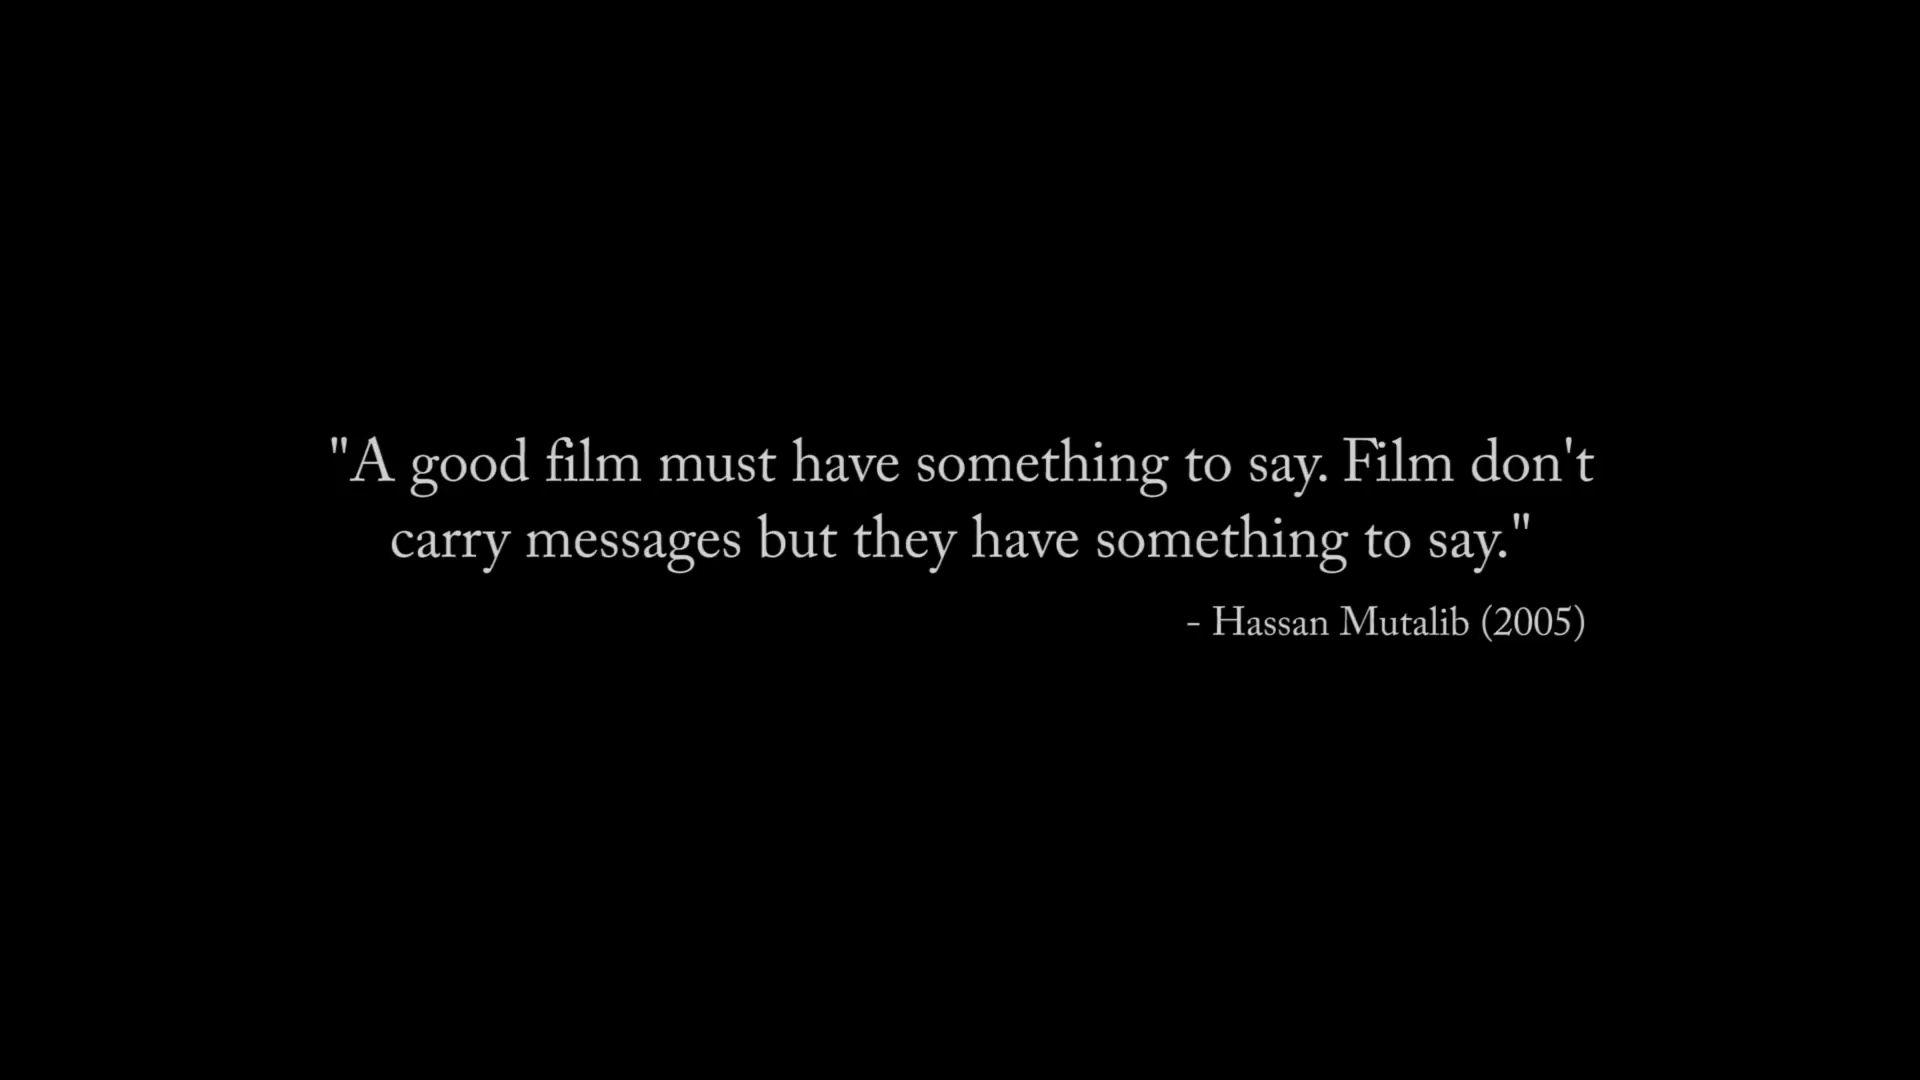 "A good film must have something to say. Film don't
carry messages but they have something to say."
- Hassan Mutalib (2005)